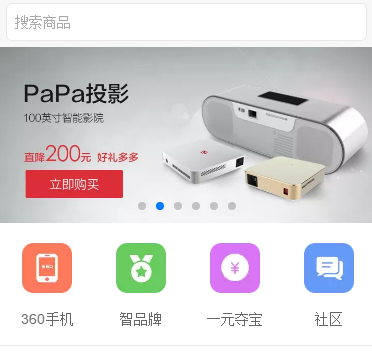 搜索商品
PaPa投影
100英寸智能影院
直降200元 好礼多多
立即购买
360手机
智品牌
一元夺宝
社区